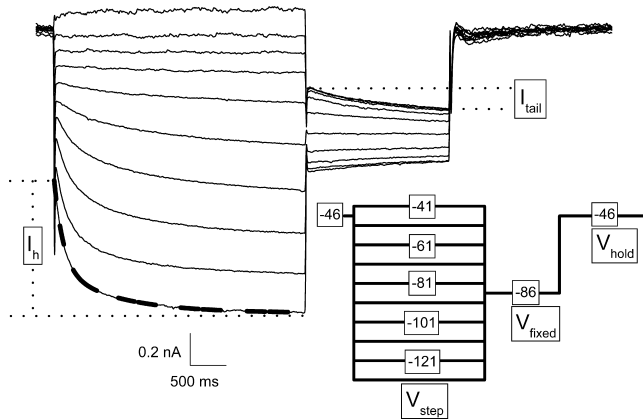 I_tail
I_h
-46
-41
-61
-81
-101
-121
-86
-46
V_hold
V_fixed
V_step
0.2 nA
500 ms